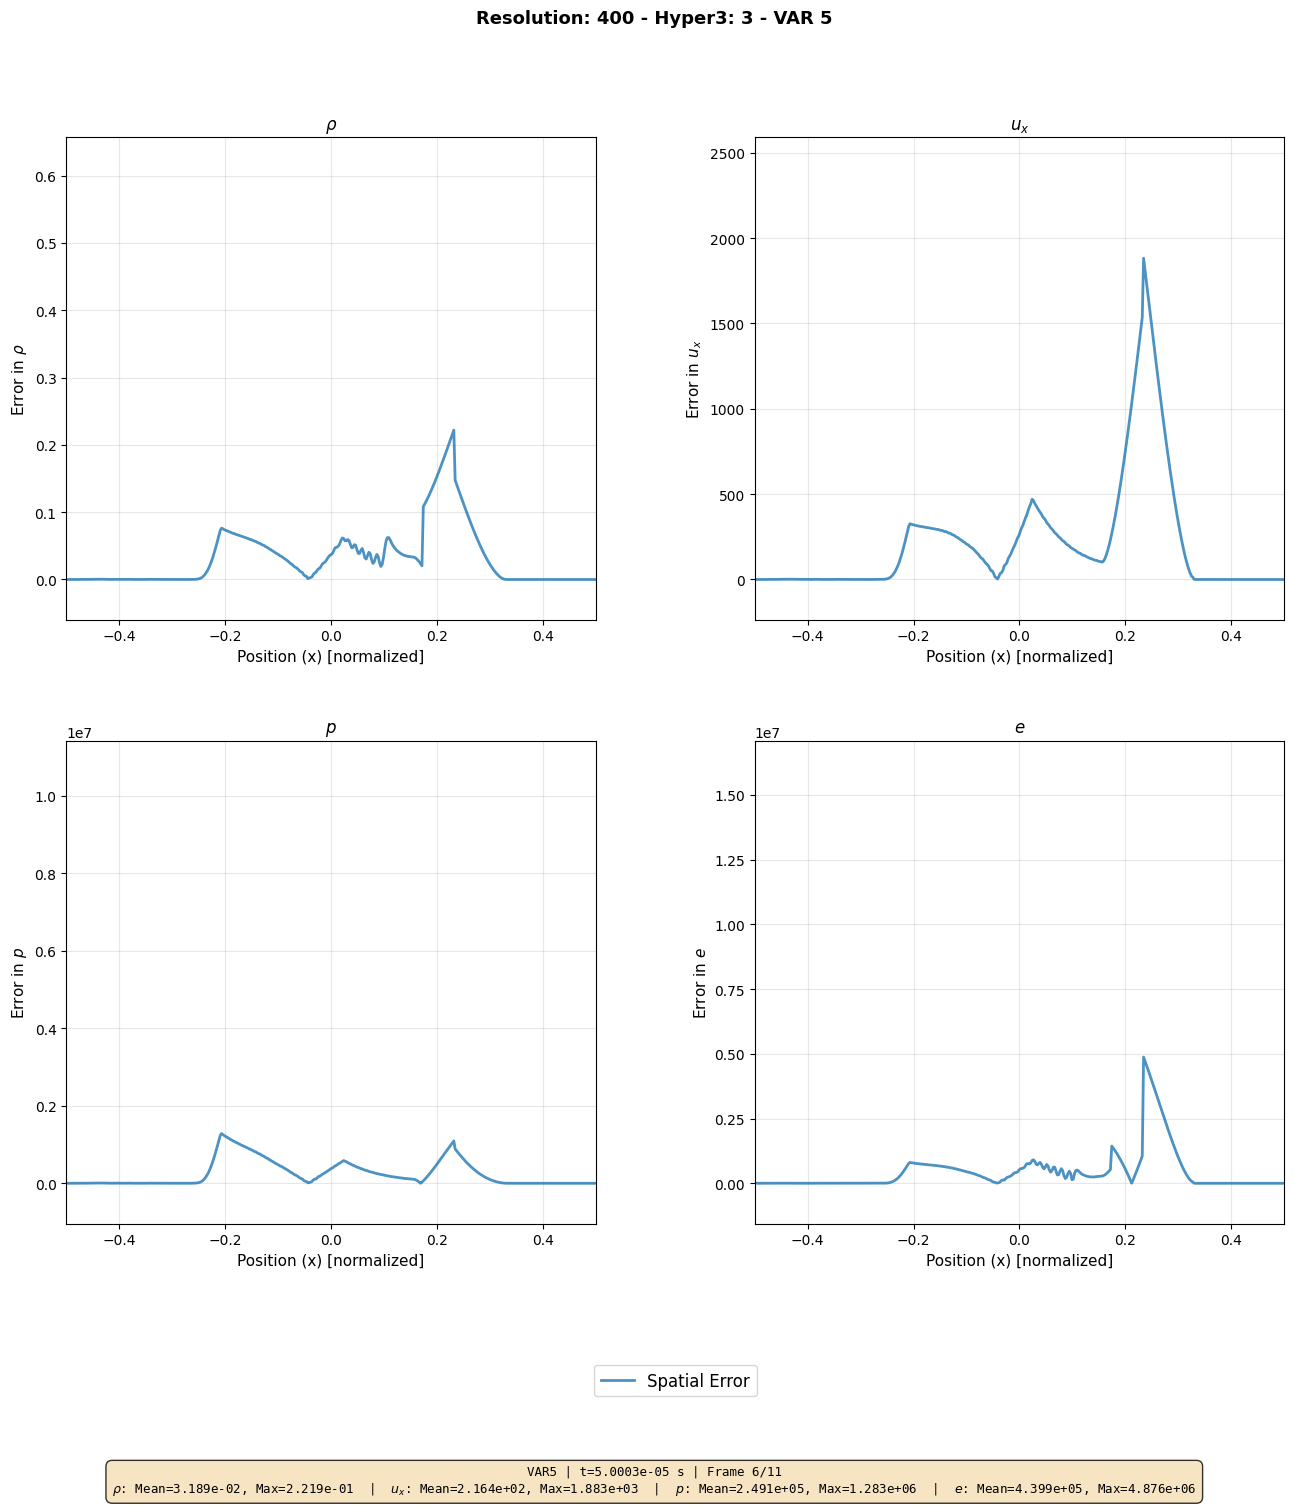 Resolution: 400 - Hyper3: 3 - VAR 5
ρ
Error in ρ
0.6
0.5
0.4
0.3
0.2
0.1
0.0
−0.4 −0.2 0.0 0.2 0.4
Position (x) [normalized]
u_x
Error in u_x
2500
2000
1500
1000
500
0
−0.4 −0.2 0.0 0.2 0.4
Position (x) [normalized]
p
1e7
Error in p
1.0
0.8
0.6
0.4
0.2
0.0
−0.4 −0.2 0.0 0.2 0.4
Position (x) [normalized]
e
1e7
Error in e
1.50
1.25
1.00
0.75
0.50
0.25
0.00
−0.4 −0.2 0.0 0.2 0.4
Position (x) [normalized]
Spatial Error
VAR5 | t=5.0003e-05 s | Frame 6/11
ρ: Mean=3.189e-02, Max=2.219e-01 | u_x: Mean=2.164e+02, Max=1.883e+03 | p: Mean=2.491e+05, Max=1.283e+06 | e: Mean=4.399e+05, Max=4.876e+06